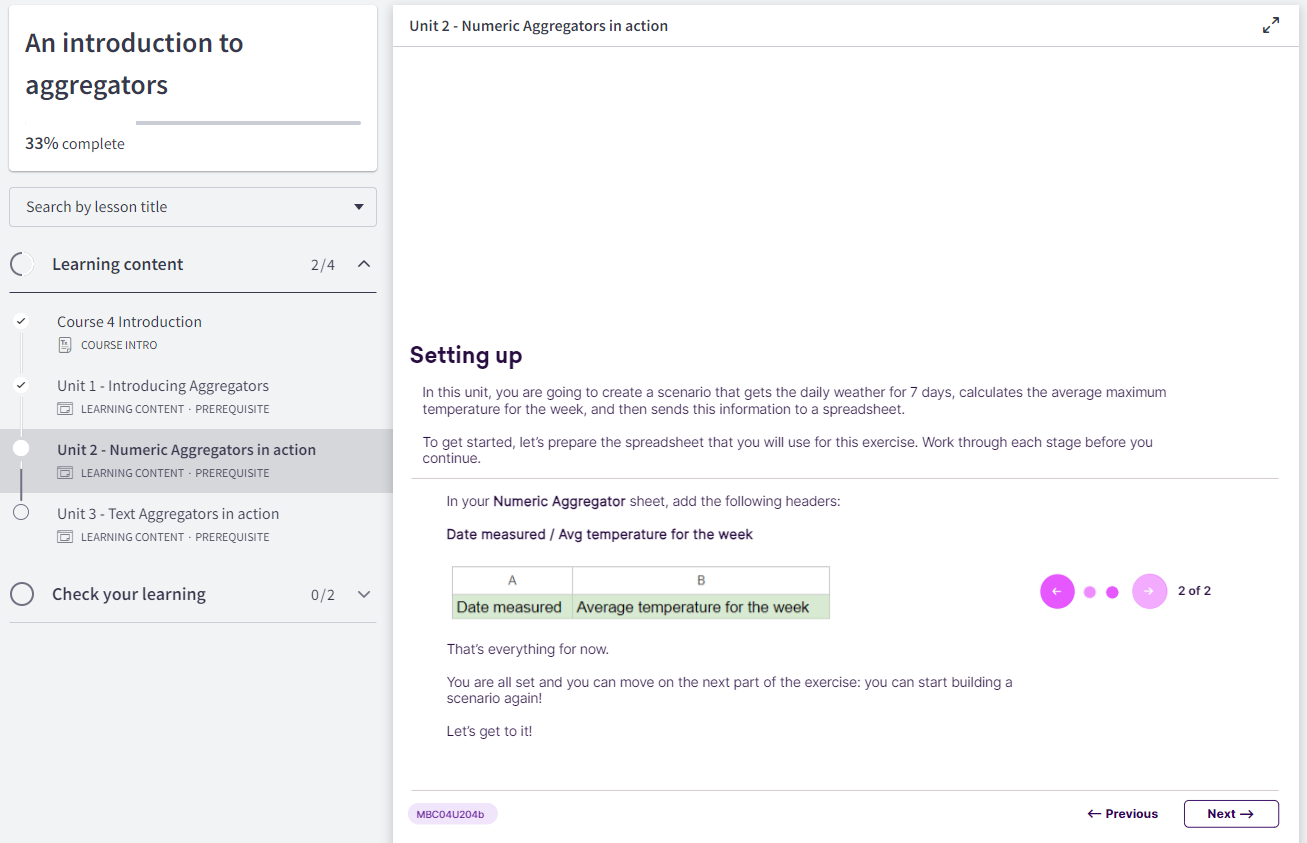 An introduction to
aggregators
33% complete
Search by lesson title
Learning content 2/4
Course 4 Introduction
COURSE INTRO
Unit 1 - Introducing Aggregators
LEARNING CONTENT · PREREQUISITE
Unit 2 - Numeric Aggregators in action
LEARNING CONTENT · PREREQUISITE
Unit 3 - Text Aggregators in action
LEARNING CONTENT · PREREQUISITE
Check your learning 0/2
Unit 2 - Numeric Aggregators in action
Setting up
In this unit, you are going to create a scenario that gets the daily weather for 7 days, calculates the average maximum
temperature for the week, and then sends this information to a spreadsheet.
To get started, let's prepare the spreadsheet that you will use for this exercise. Work through each stage before you
continue.
In your Numeric Aggregator sheet, add the following headers:
Date measured / Avg temperature for the week
A B
Date measured Average temperature for the week
← → 2 of 2
That's everything for now.
You are all set and you can move on the next part of the exercise: you can start building a
scenario again!
Let's get to it!
MBC04U204b
← Previous Next →